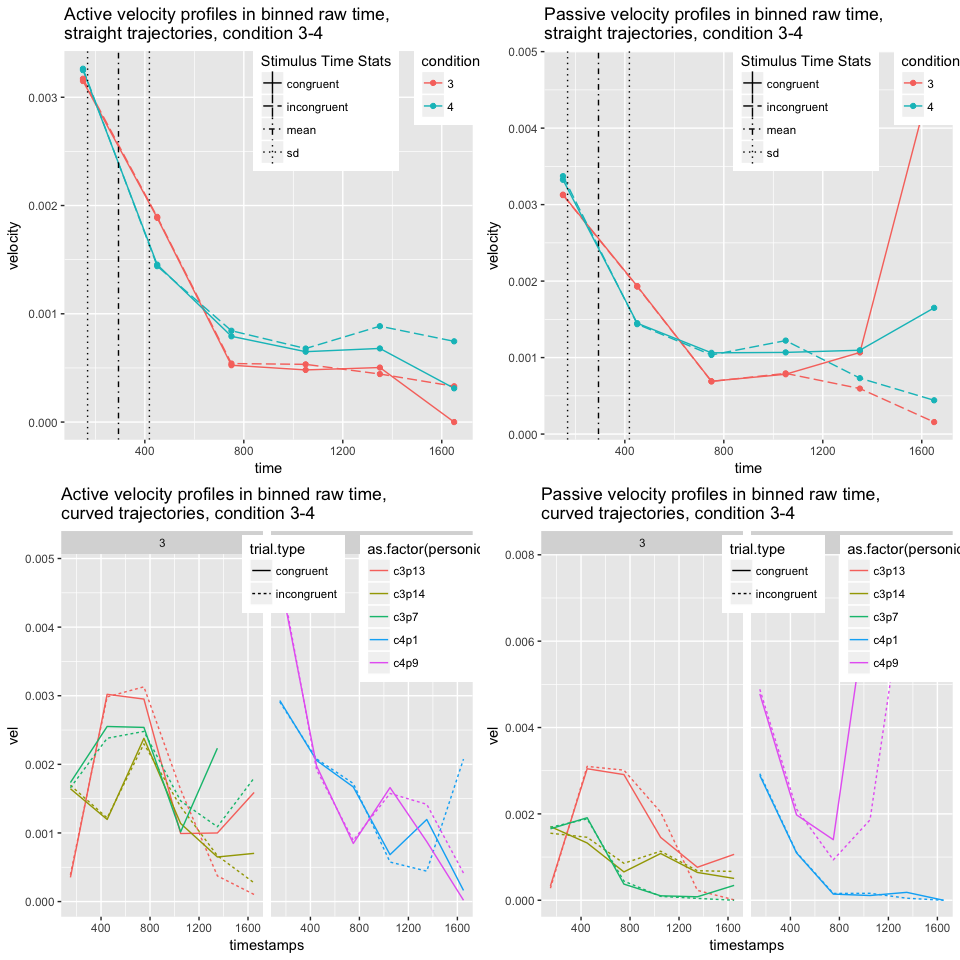 Active velocity profiles in binned raw time,
straight trajectories, condition 3-4
Stimulus Time Stats
congruent
incongruent
mean
sd
condition
3
4
velocity
0.003
0.002
0.001
0.000
400
800
1200
1600
time
Passive velocity profiles in binned raw time,
straight trajectories, condition 3-4
Stimulus Time Stats
congruent
incongruent
mean
sd
condition
3
4
velocity
0.005
0.004
0.003
0.002
0.001
0.000
400
800
1200
1600
time
Active velocity profiles in binned raw time,
curved trajectories, condition 3-4
3
trial.type
congruent
incongruent
as.factor(personid
c3p13
c3p14
c3p7
c4p1
c4p9
vel
0.005
0.004
0.003
0.002
0.001
0.000
400
800
1200
1600
400
800
1200
1600
timestamps
Passive velocity profiles in binned raw time,
curved trajectories, condition 3-4
3
trial.type
congruent
incongruent
as.factor(personid
c3p13
c3p14
c3p7
c4p1
c4p9
vel
0.008
0.006
0.004
0.002
0.000
400
800
1200
1600
400
800
1200
1600
timestamps